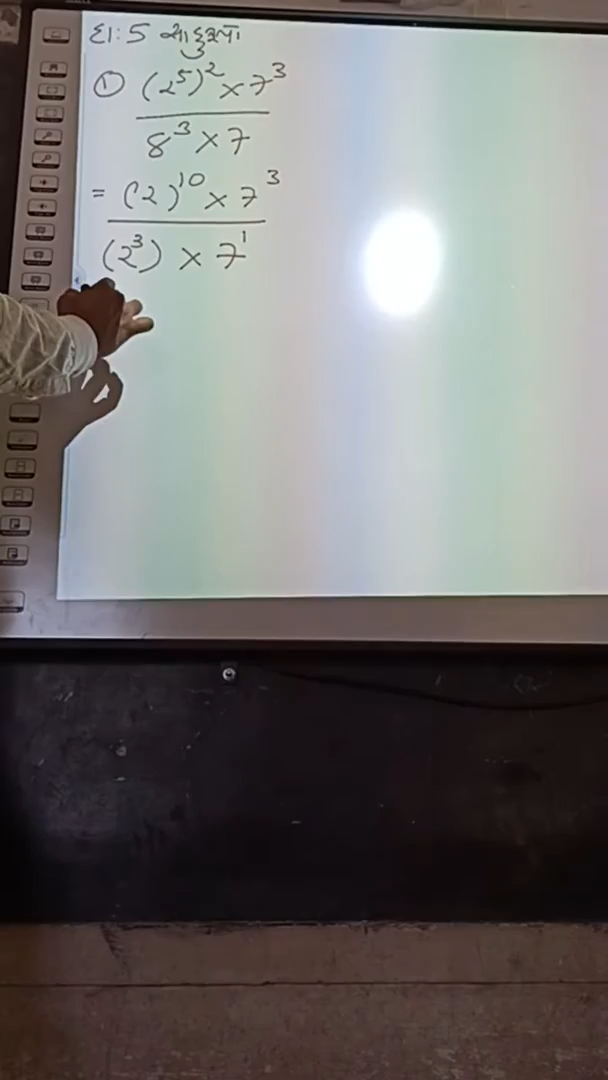 દા: 5 સાદુરૂપ
① (2⁵)² × 7³
8³ × 7
= (2)¹⁰ × 7³
(2³) × 7¹